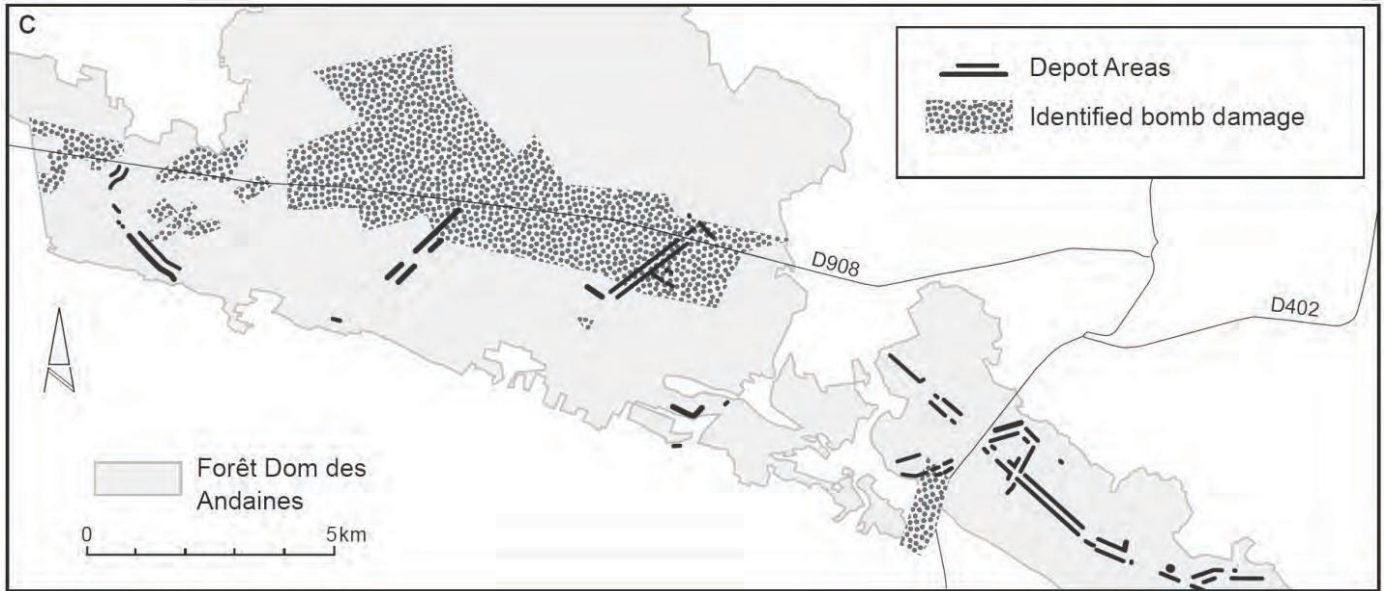 C
Depot Areas
Identified bomb damage
D908
D402
Forêt Dom des
Andaines
0 5km